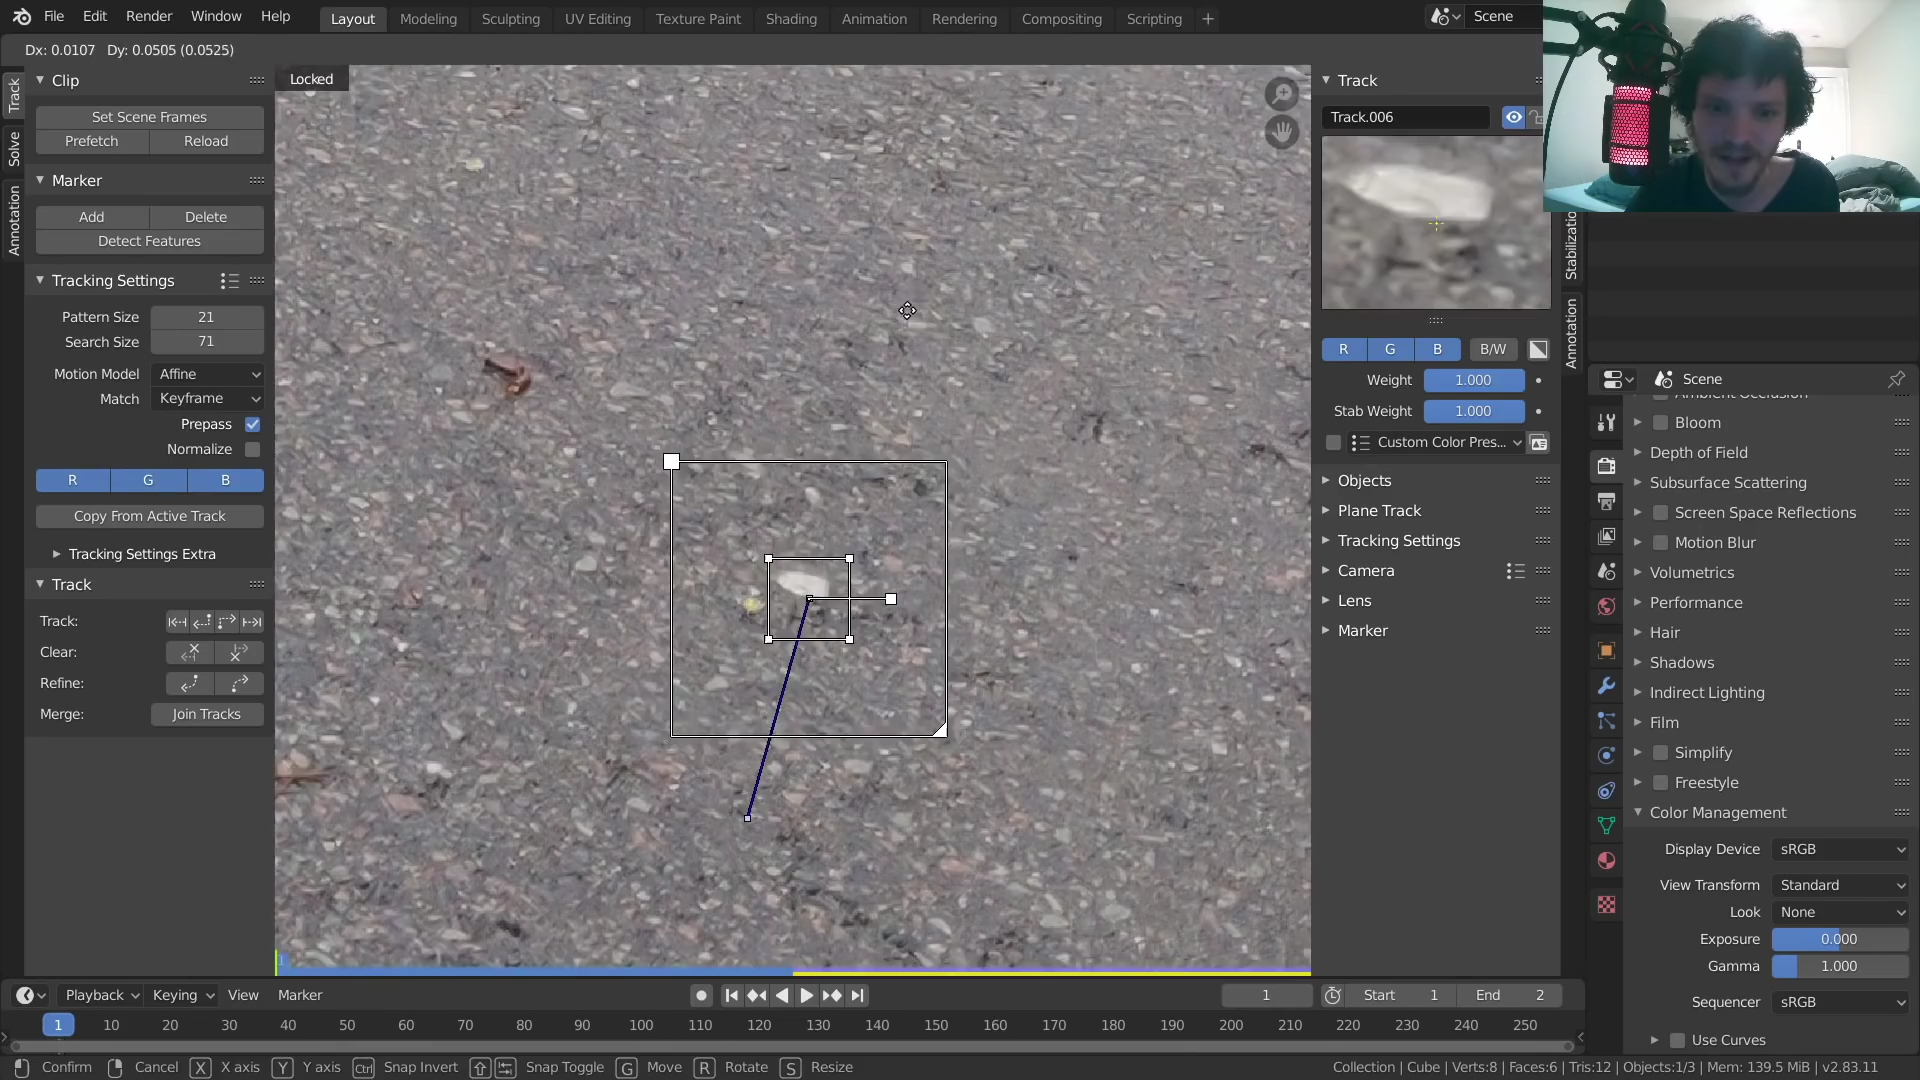 File Edit Render Window Help Layout Modeling Sculpting UV Editing Texture Paint Shading Animation Rendering Compositing Scripting + Scene
Dx: 0.0107 Dy: 0.0505 (0.0525)
Track
Solve
Annotation
Clip
Set Scene Frames
Prefetch Reload
Marker
Add Delete
Detect Features
Tracking Settings
Pattern Size 21
Search Size 71
Motion Model Affine
Match Keyframe
Prepass
Normalize
R G B
Copy From Active Track
Tracking Settings Extra
Track
Track:
Clear:
Refine:
Merge: Join Tracks
Locked
1
Track
Track.006
R G B B/W
Weight 1.000
Stab Weight 1.000
Custom Color Pres...
Objects
Plane Track
Tracking Settings
Camera
Lens
Marker
Stabilization
Annotation
Scene
Ambient Occlusion
Bloom
Depth of Field
Subsurface Scattering
Screen Space Reflections
Motion Blur
Volumetrics
Performance
Hair
Shadows
Indirect Lighting
Film
Simplify
Freestyle
Color Management
Display Device sRGB
View Transform Standard
Look None
Exposure 0.000
Gamma 1.000
Sequencer sRGB
Use Curves
Playback Keying View Marker 1 Start 1 End 2
1 10 20 30 40 50 60 70 80 90 100 110 120 130 140 150 160 170 180 190 200 210 220 230 240 250
Confirm Cancel X X axis Y Y axis Ctrl Snap Invert Snap Toggle G Move R Rotate S Resize Collection | Cube | Verts:8 | Faces:6 | Tris:12 | Objects:1/3 | Mem: 139.5 MiB | v2.83.11